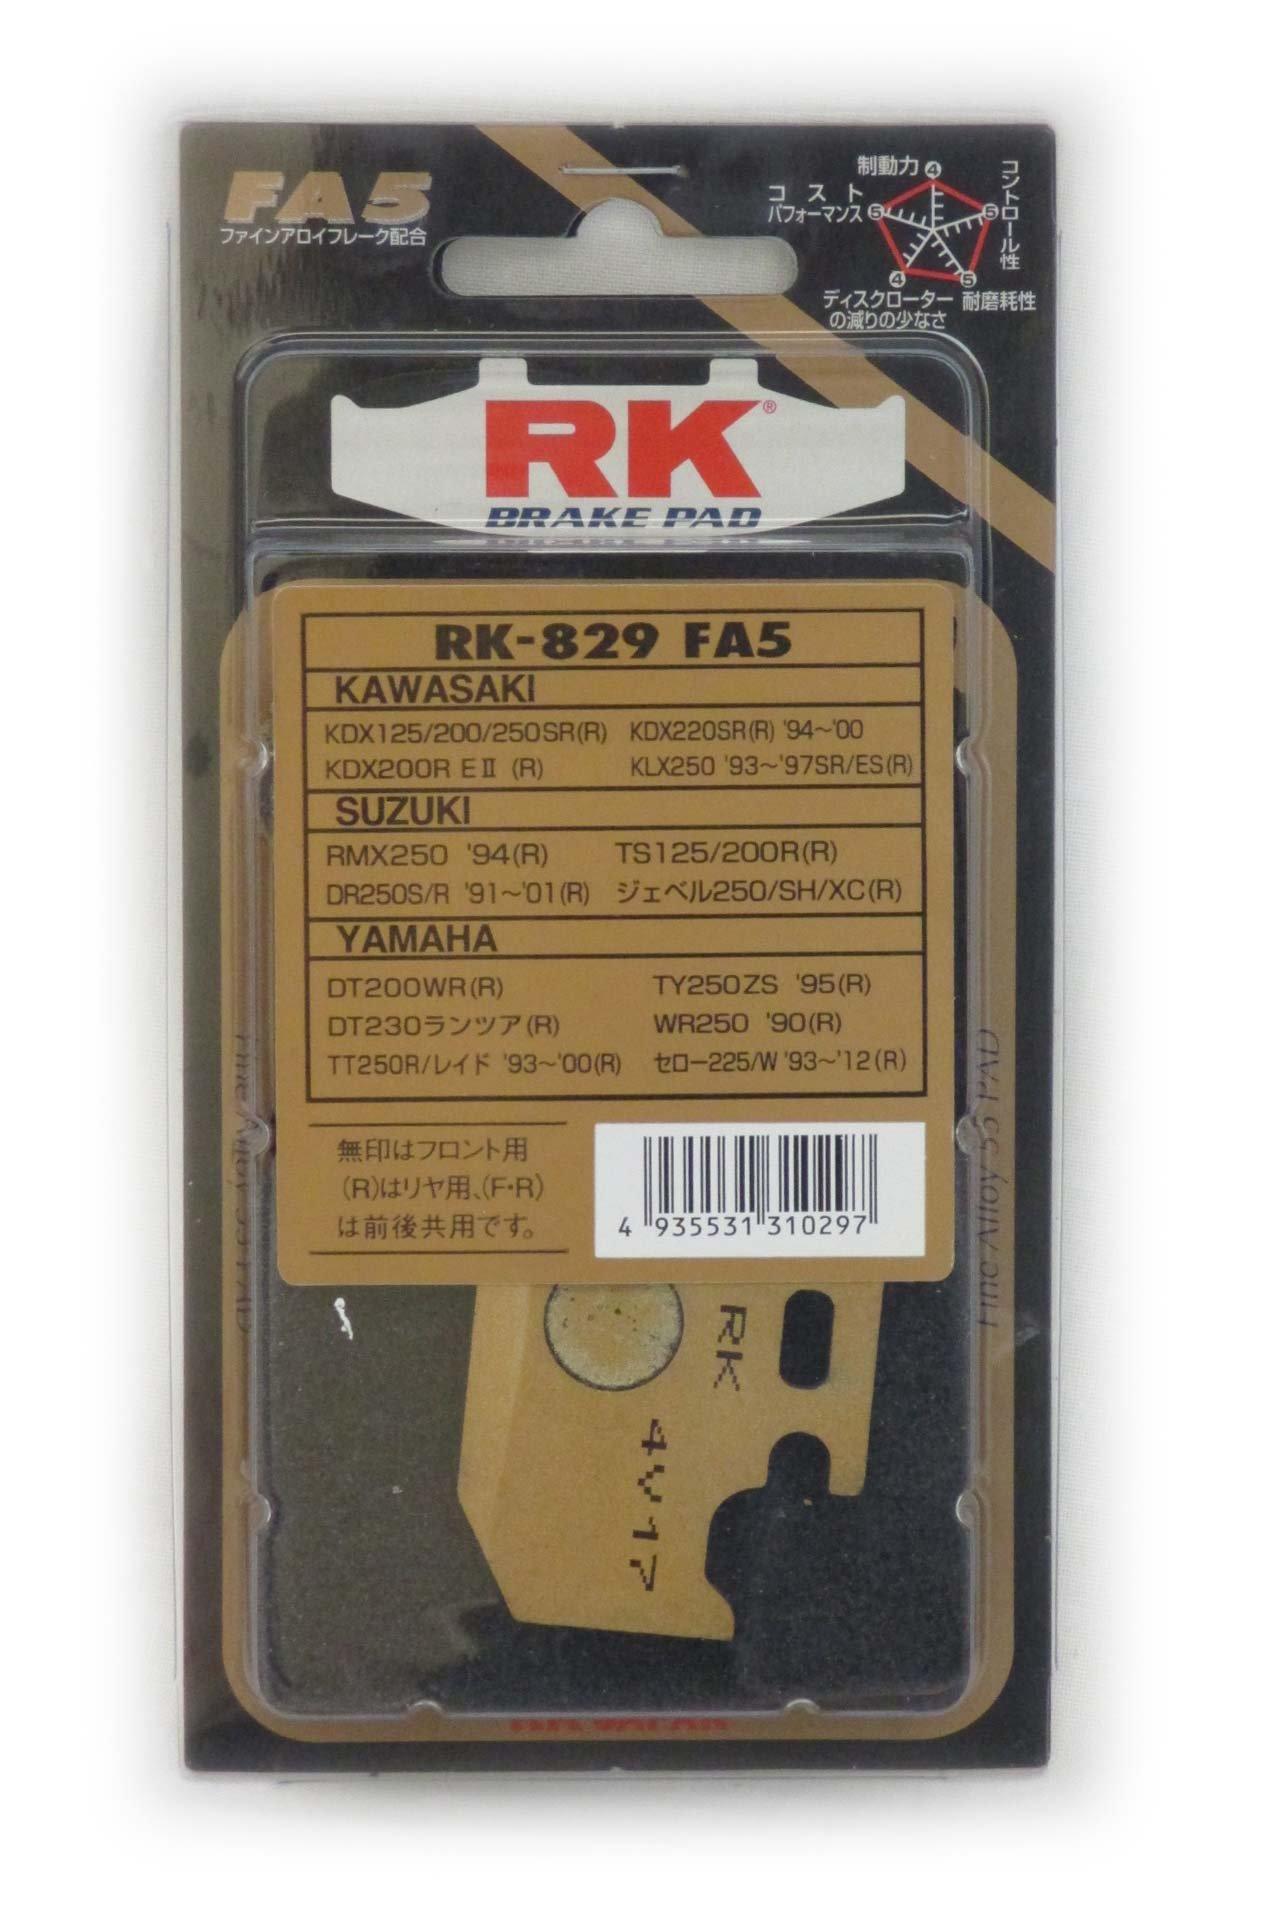 FA5
ファインアロイフレーク配合
制動力 4
コスト
パフォーマンス 5
5 コントロール性
4 5
ディスクローター 耐磨耗性
の減りの少なさ
RK®
BRAKE PAD
RK-829 FA5
KAWASAKI
KDX125/200/250SR(R) KDX220SR(R) '94~'00
KDX200R EⅡ (R) KLX250 '93~'97SR/ES(R)
SUZUKI
RMX250 '94(R) TS125/200R(R)
DR250S/R '91~'01(R) ジェベル250/SH/XC(R)
YAMAHA
DT200WR(R) TY250ZS '95(R)
DT230ランツア(R) WR250 '90(R)
TT250R/レイド '93~'00(R) セロー225/W '93~'12(R)
無印はフロント用
(R)はリヤ用、(F・R)
は前後共用です。
4 935531 310297
RK
4V17